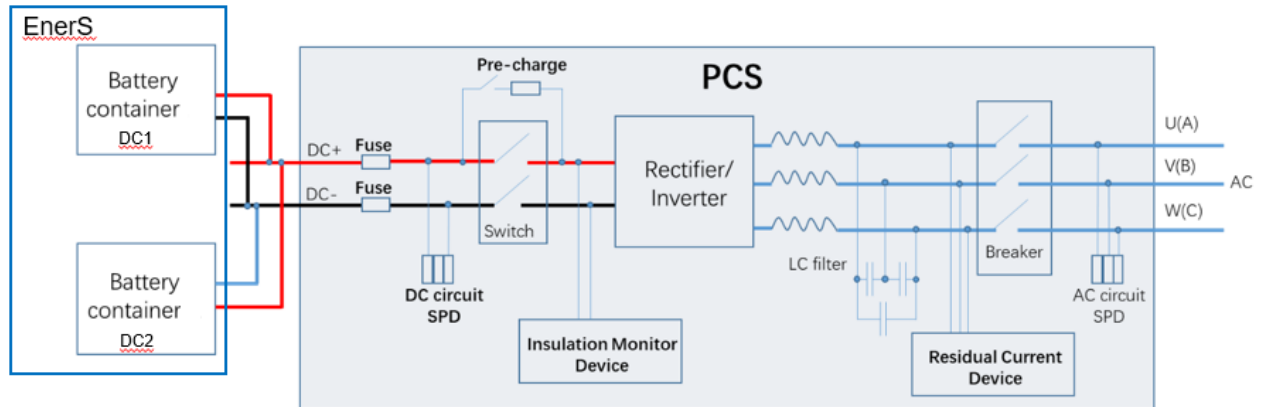 EnerS
Battery
container
DC1
Battery
container
DC2
DC+
Fuse
DC-
Fuse
Pre-charge
Switch
DC circuit
SPD
Insulation Monitor
Device
PCS
Rectifier/
Inverter
LC filter
Breaker
Residual Current
Device
AC circuit
SPD
U(A)
V(B)
AC
W(C)